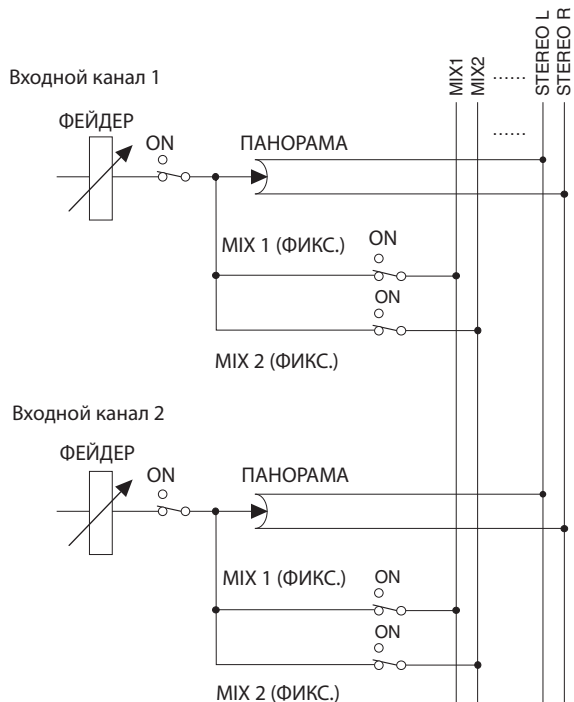 MIX1
MIX2
......
STEREO L
STEREO R
......
Входной канал 1
ФЕЙДЕР
ON
ПАНОРАМА
MIX 1 (ФИКС.)
ON
ON
MIX 2 (ФИКС.)
Входной канал 2
ФЕЙДЕР
ON
ПАНОРАМА
MIX 1 (ФИКС.)
ON
ON
MIX 2 (ФИКС.)